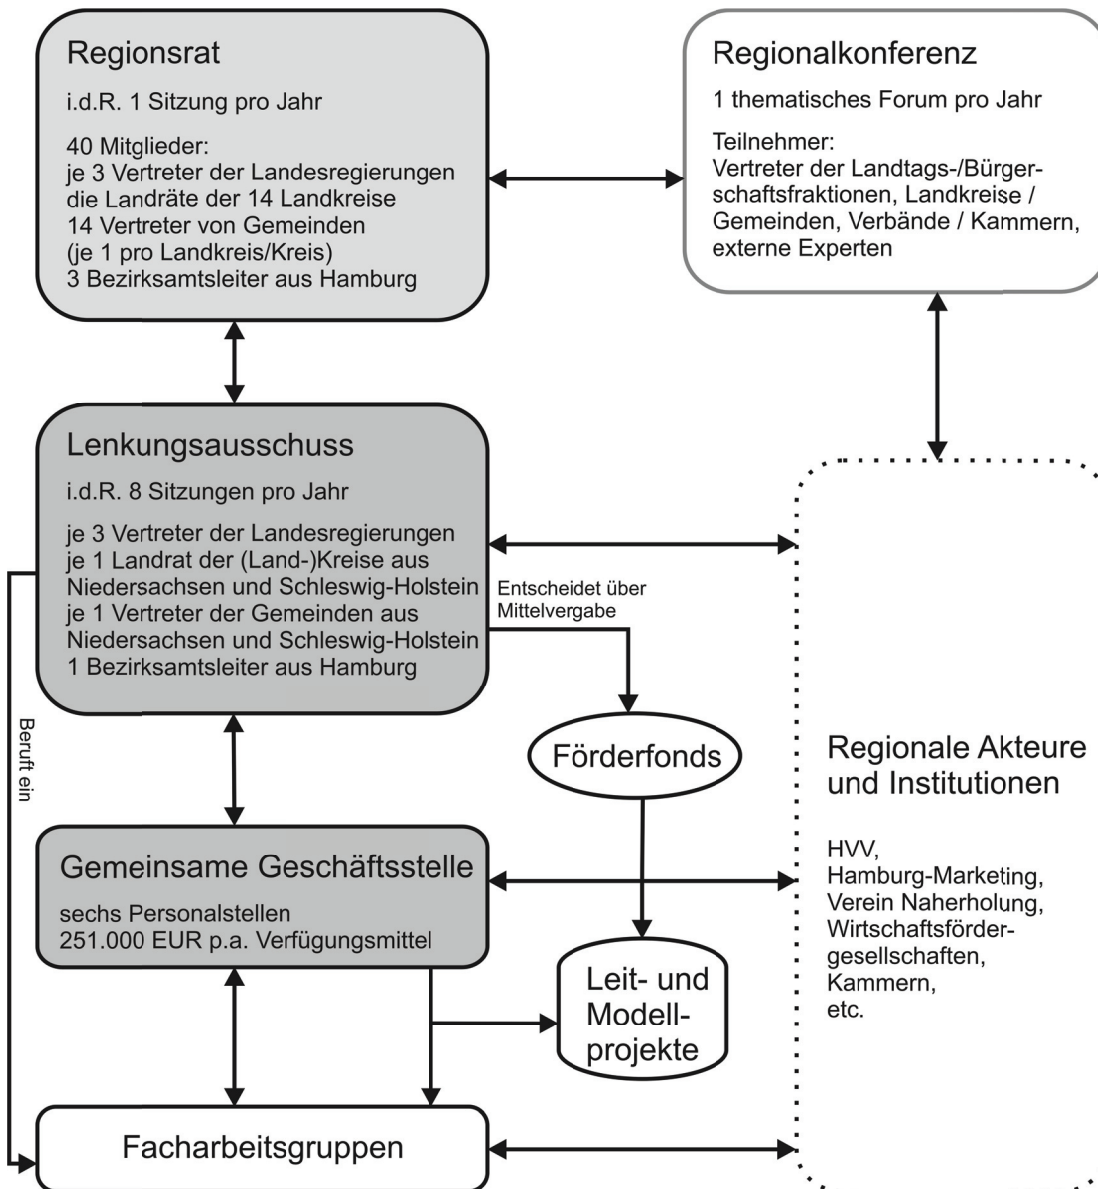 Regionsrat
i.d.R. 1 Sitzung pro Jahr
40 Mitglieder:
je 3 Vertreter der Landesregierungen
die Landräte der 14 Landkreise
14 Vertreter von Gemeinden
(je 1 pro Landkreis/Kreis)
3 Bezirksamtsleiter aus Hamburg
Regionalkonferenz
1 thematisches Forum pro Jahr
Teilnehmer:
Vertreter der Landtags-/Bürger-
schaftsfraktionen, Landkreise /
Gemeinden, Verbände / Kammern,
externe Experten
Lenkungsausschuss
i.d.R. 8 Sitzungen pro Jahr
je 3 Vertreter der Landesregierungen
je 1 Landrat der (Land-)Kreise aus
Niedersachsen und Schleswig-Holstein
je 1 Vertreter der Gemeinden aus
Niedersachsen und Schleswig-Holstein
1 Bezirksamtsleiter aus Hamburg
Entscheidet über
Mittelvergabe
Beruft ein
Förderfonds
Gemeinsame Geschäftsstelle
sechs Personalstellen
251.000 EUR p.a. Verfügungsmittel
Leit- und
Modell-
projekte
Facharbeitsgruppen
Regionale Akteure
und Institutionen
HVV,
Hamburg-Marketing,
Verein Naherholung,
Wirtschaftsförder-
gesellschaften,
Kammern,
etc.